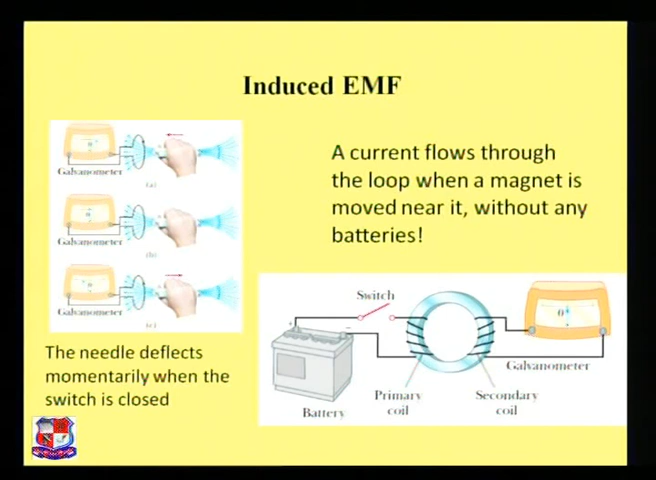 Induced EMF
Galvanometer
(a)
Galvanometer
(b)
Galvanometer
(c)
A current flows through
the loop when a magnet is
moved near it, without any
batteries!
The needle deflects
momentarily when the
switch is closed
Switch
+
−
0
Galvanometer
Battery
Primary
coil
Secondary
coil